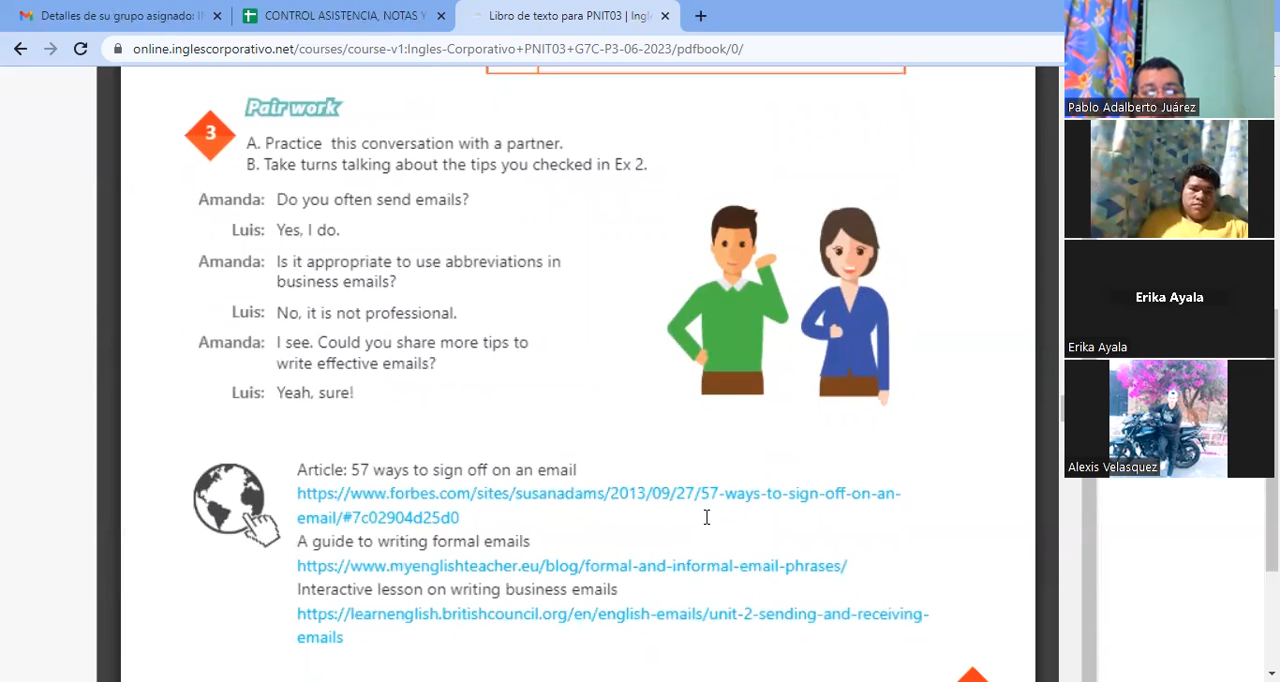 Detalles de su grupo asignado: I
CONTROL ASISTENCIA, NOTAS Y
Libro de texto para PNIT03 | Ingl
online.inglescorporativo.net/courses/course-v1:Ingles-Corporativo+PNIT03+G7C-P3-06-2023/pdfbook/0/
Pair work
3
A. Practice this conversation with a partner.
B. Take turns talking about the tips you checked in Ex 2.
Amanda: Do you often send emails?
Luis: Yes, I do.
Amanda: Is it appropriate to use abbreviations in
business emails?
Luis: No, it is not professional.
Amanda: I see. Could you share more tips to
write effective emails?
Luis: Yeah, sure!
Article: 57 ways to sign off on an email
https://www.forbes.com/sites/susanadams/2013/09/27/57-ways-to-sign-off-on-an-
email/#7c02904d25d0
A guide to writing formal emails
https://www.myenglishteacher.eu/blog/formal-and-informal-email-phrases/
Interactive lesson on writing business emails
https://learnenglish.britishcouncil.org/en/english-emails/unit-2-sending-and-receiving-
emails
Pablo Adalberto Juárez
Erika Ayala
Erika Ayala
Alexis Velasquez